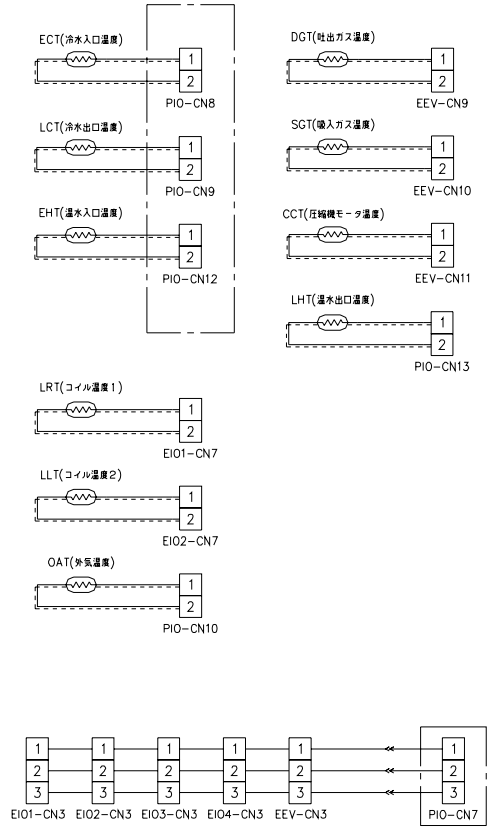 ECT(冷水入口温度)
1
2
PIO-CN8
LCT(冷水出口温度)
1
2
PIO-CN9
EHT(温水入口温度)
1
2
PIO-CN12
DGT(吐出ガス温度)
1
2
EEV-CN9
SGT(吸入ガス温度)
1
2
EEV-CN10
CCT(圧縮機モータ温度)
1
2
EEV-CN11
LHT(温水出口温度)
1
2
PIO-CN13
LRT(コイル温度1)
1
2
EIO1-CN7
LLT(コイル温度2)
1
2
EIO2-CN7
OAT(外気温度)
1
2
PIO-CN10
1 1 1 1 1 1
2 2 2 2 2 2
3 3 3 3 3 3
EIO1-CN3 EIO2-CN3 EIO3-CN3 EIO4-CN3 EEV-CN3 PIO-CN7